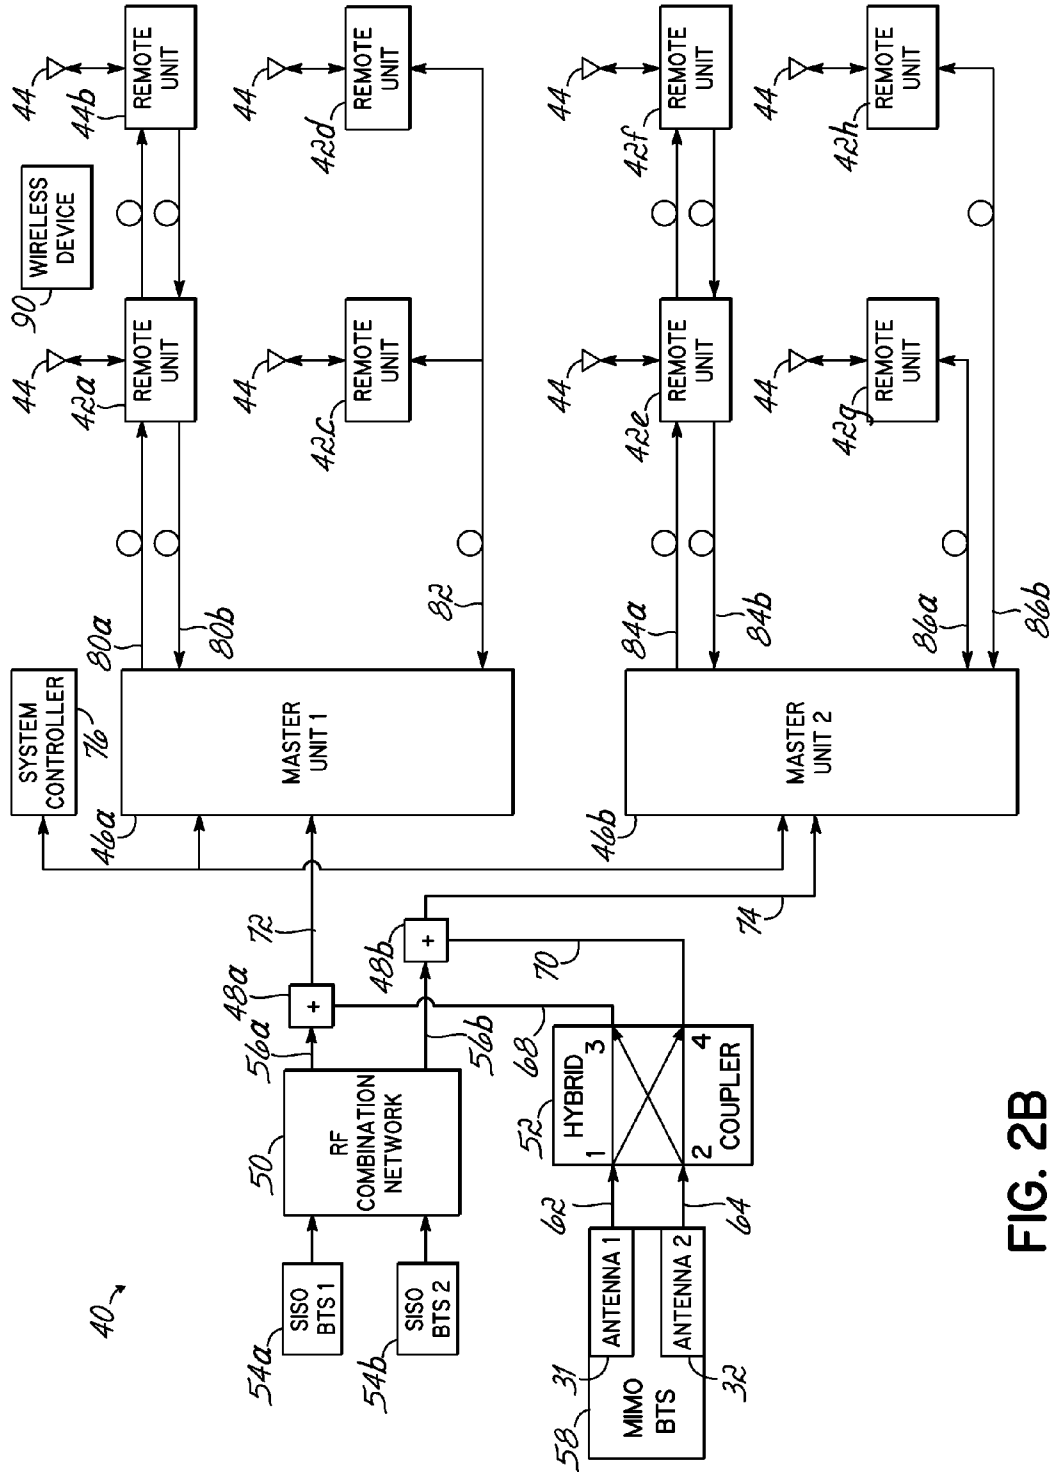 40
54a
SISO
BTS 1
54b
SISO
BTS 2
58
MIMO
BTS
31
ANTENNA 1
32
ANTENNA 2
62
64
50
RF
COMBINATION
NETWORK
52
HYBRID
COUPLER
1
2
3
4
56a
56b
68
70
48a
+
48b
+
72
74
SYSTEM
CONTROLLER
76
46a
MASTER
UNIT 1
46b
MASTER
UNIT 2
80a
80b
82
84a
84b
86a
86b
44
42a
REMOTE
UNIT
90
WIRELESS
DEVICE
44
44b
REMOTE
UNIT
44
42c
REMOTE
UNIT
44
42d
REMOTE
UNIT
44
42e
REMOTE
UNIT
44
42f
REMOTE
UNIT
44
42g
REMOTE
UNIT
44
42h
REMOTE
UNIT
FIG. 2B